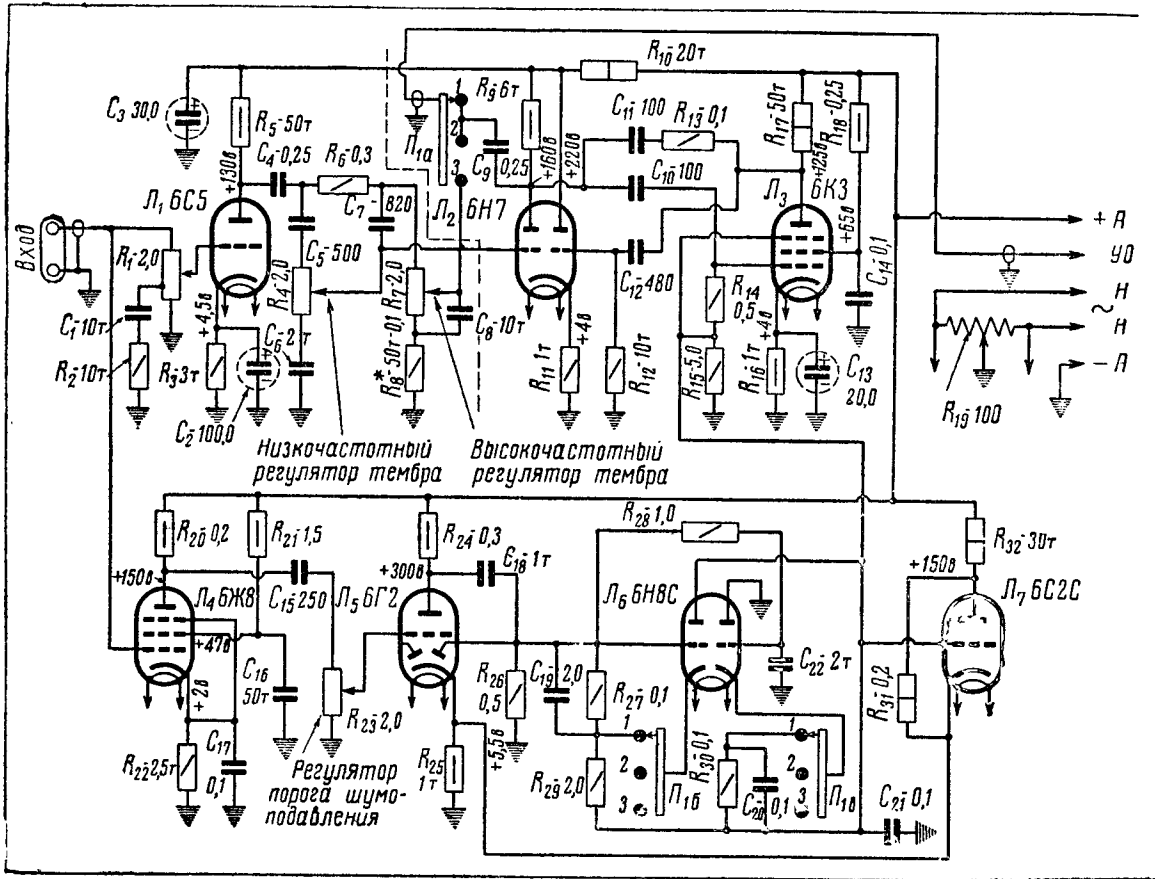 R10-20т
C3 30,0
R5-50т
R9-6т
1
2
3
П1а
C4-0,25
R6-0,3
C9 0,25
C11 100
R13-0,1
R17-50т
R18-0,25
+130в
+160в
+220в
+125в
C10-100
Л1 6С5
C7-820
Л2 6Н7
Л3 6К3
+65в
+А
УО
Н
~
Н
-А
Вход
R1-2,0
C5-500
R4-2,0
R7-2,0
C12-480
R14 0,5
C14-0,1
C1-10т
+4,5в
C6-2т
C8-10т
+4в
+4в
R2-10т
R3-3т
C2-100,0
R8*-50т÷0,1
R11-1т
R12-10т
R15-5,0
R16-1т
C13 20,0
R19-100
Низкочастотный
регулятор тембра
Высокочастотный
регулятор тембра
R20-0,2
R21-1,5
R24-0,3
C18-1т
R28-1,0
R32-30т
+150в
+300в
+150в
Л4 6Ж8
C15-250
Л5 6Г2
Л6 6Н8С
Л7 6С2С
+47в
C16 50т
+2в
R23-2,0
R26 0,5
C19-2,0
R27-0,1
C22-2т
R31-0,2
R22-2,5т
C17 0,1
Регулятор
порога шумо-
подавления
R25 1т
+5,5в
R29-2,0
1
2
3
П1б
R30-0,1
C20-0,1
1
2
3
П1в
C21-0,1